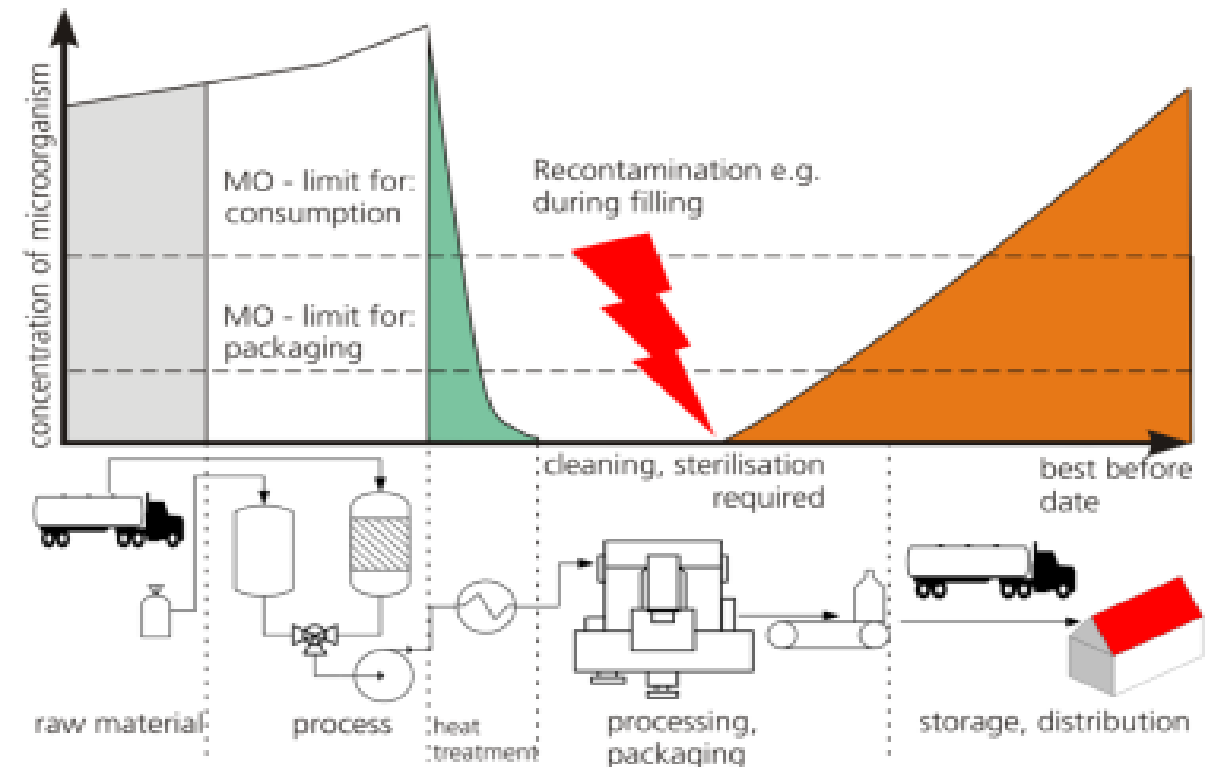 concentration of microorganism
MO - limit for:
consumption
MO - limit for:
packaging
Recontamination e.g.
during filling
cleaning, sterilisation
required
best before
date
raw material
process
heat
treatment
processing,
packaging
storage, distribution